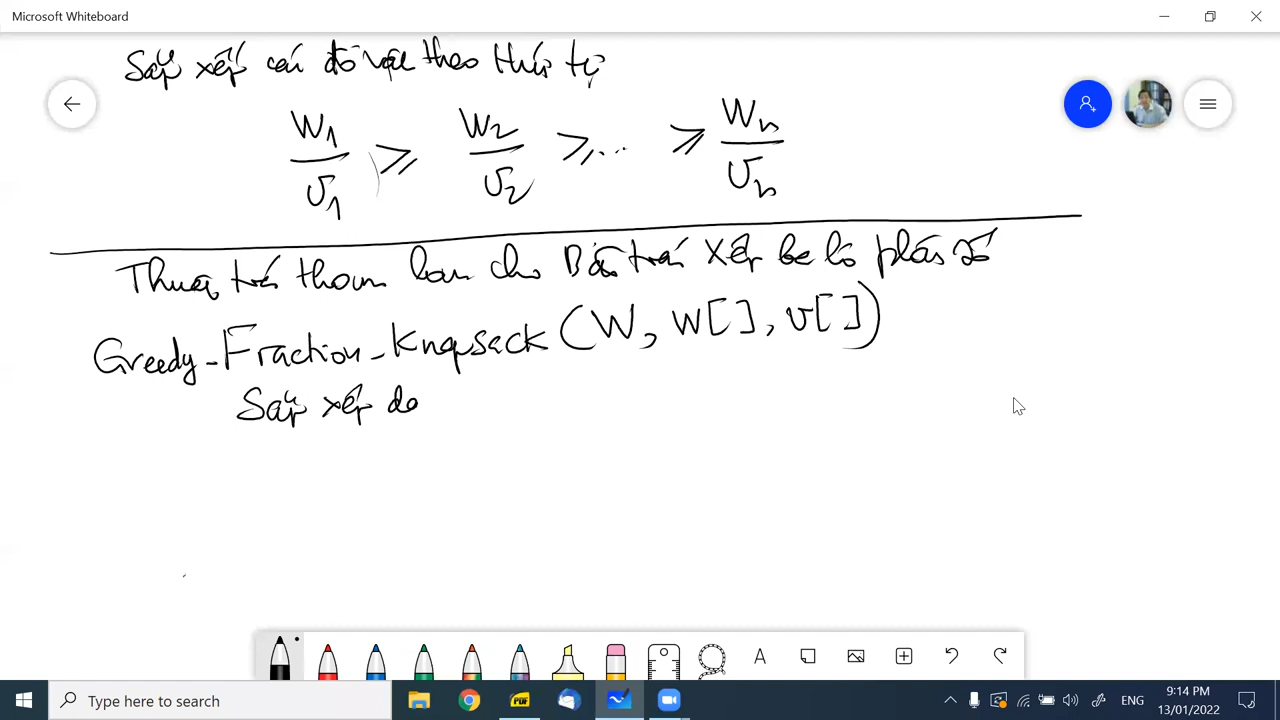 Microsoft Whiteboard
Sắp xếp các đồ vật theo thứ tự
W1/v1 ≥ W2/v2 ≥ ... ≥ Wn/vn
Thuật toán tham lam cho Bài toán xếp ba lô phân số
Greedy-Fraction-Knapsack (W, w[], v[])
Sắp xếp do
Type here to search
ENG
9:14 PM
13/01/2022